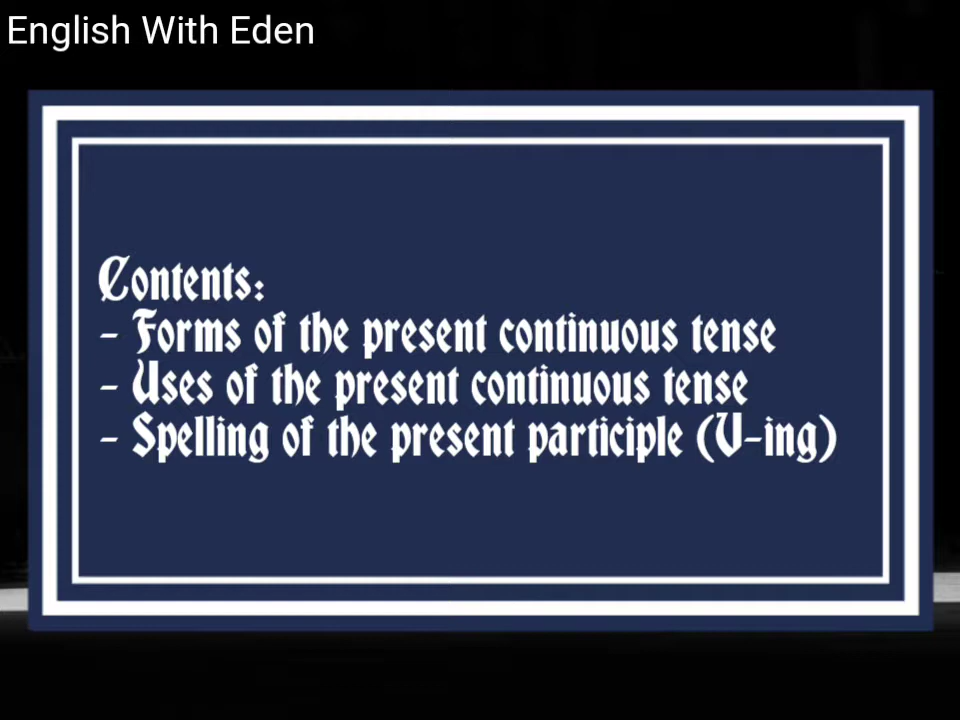 English With Eden
Contents:
- Forms of the present continuous tense
- Uses of the present continuous tense
- Spelling of the present participle (V-ing)